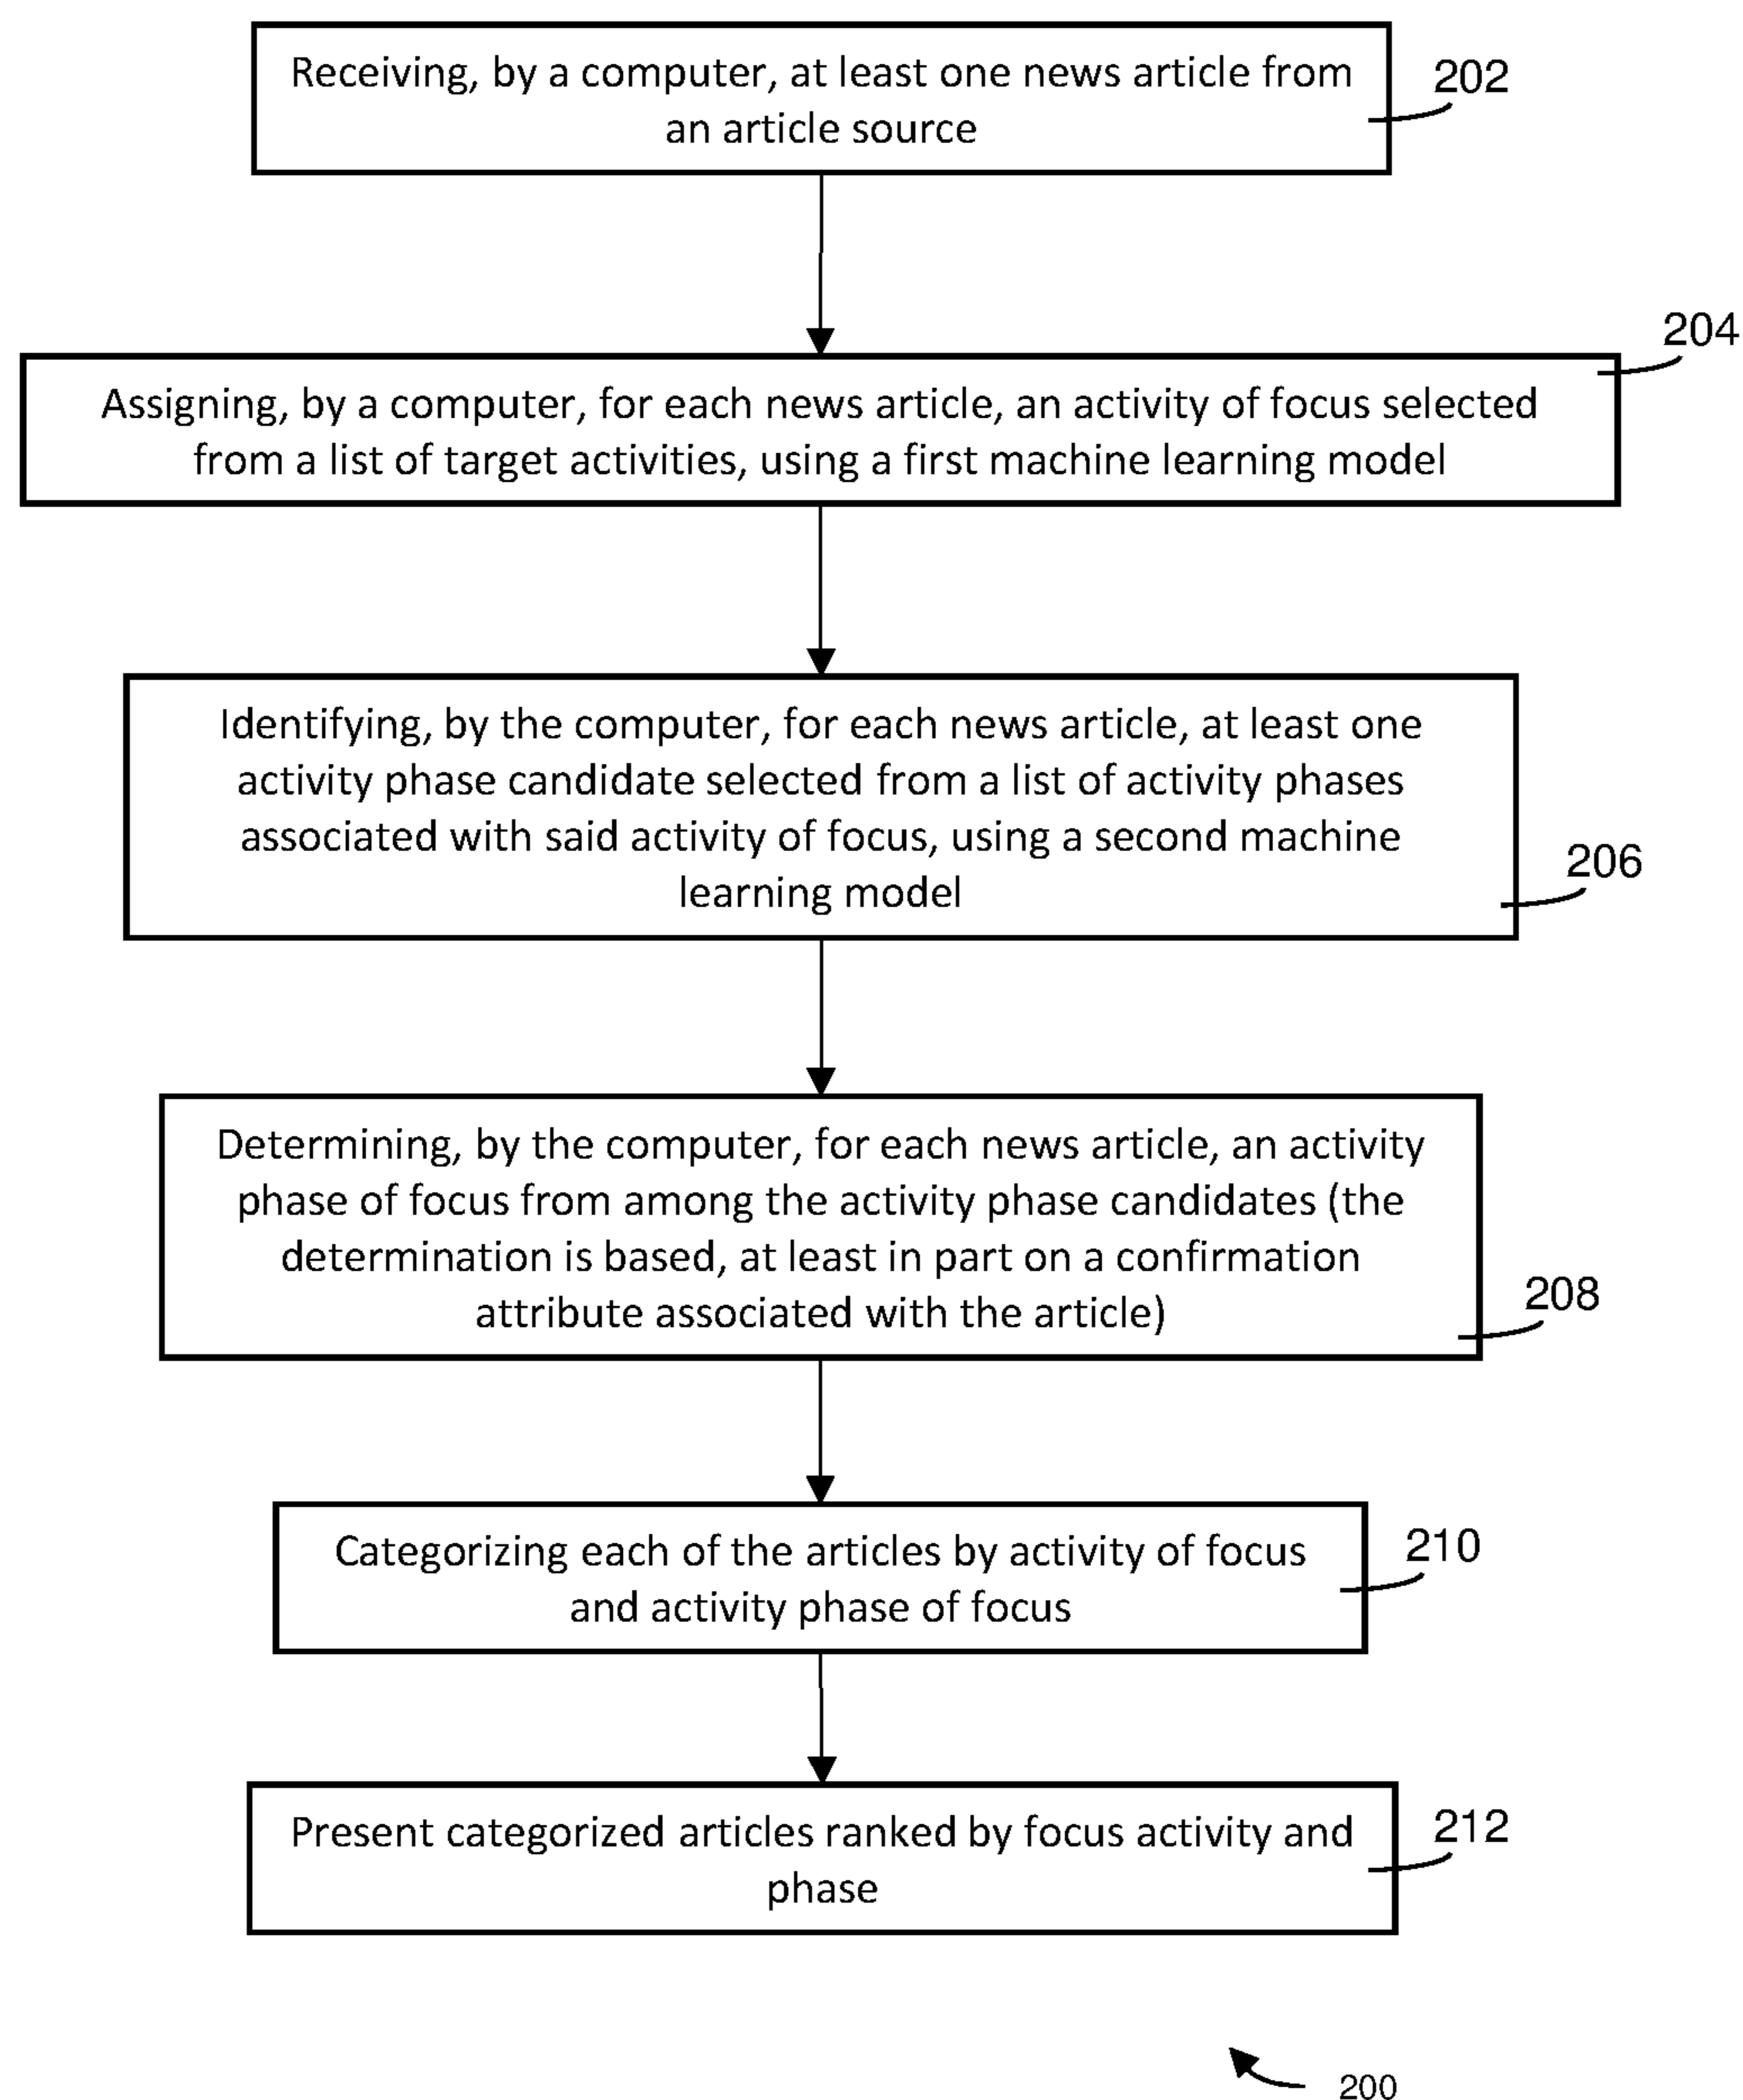 Receiving, by a computer, at least one news article from
an article source
202
204
Assigning, by a computer, for each news article, an activity of focus selected
from a list of target activities, using a first machine learning model
Identifying, by the computer, for each news article, at least one
activity phase candidate selected from a list of activity phases
associated with said activity of focus, using a second machine
learning model
206
Determining, by the computer, for each news article, an activity
phase of focus from among the activity phase candidates (the
determination is based, at least in part on a confirmation
attribute associated with the article)
208
Categorizing each of the articles by activity of focus
and activity phase of focus
210
Present categorized articles ranked by focus activity and
phase
212
200